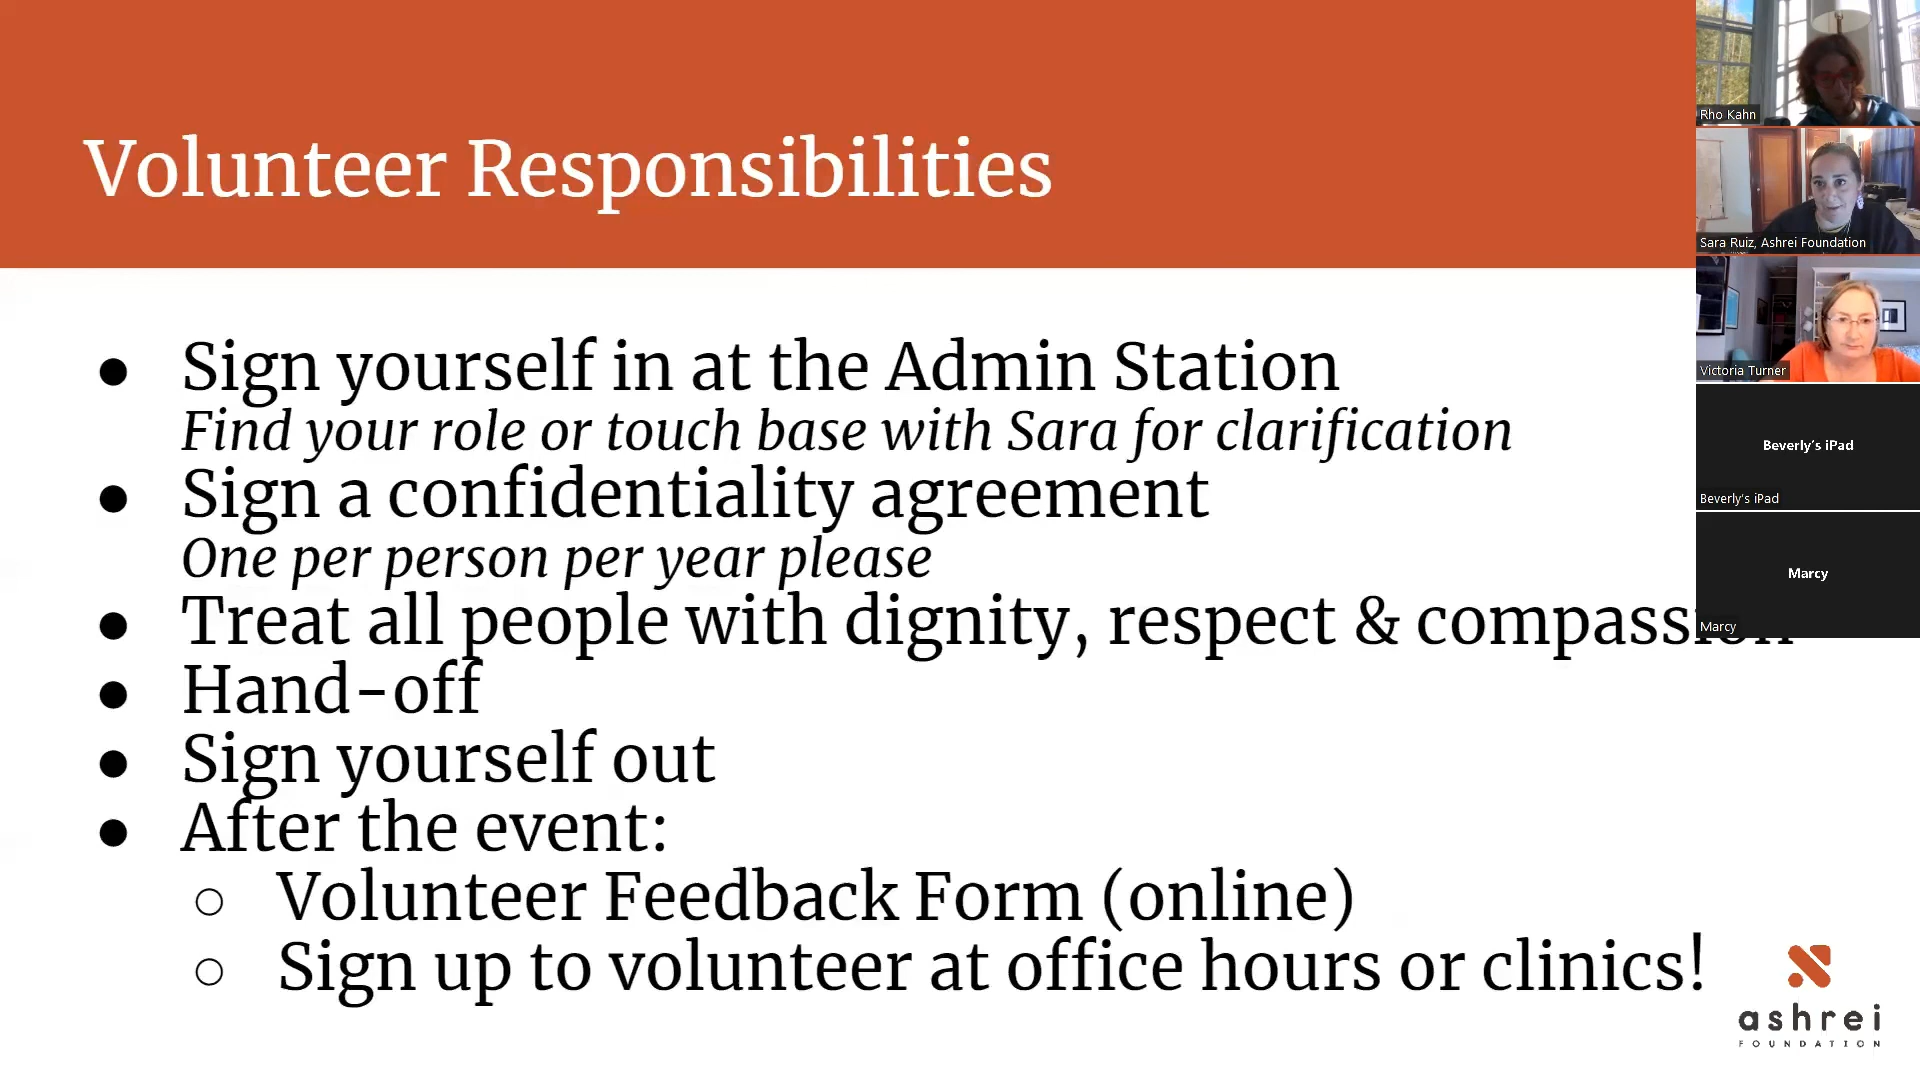 Volunteer Responsibilities
● Sign yourself in at the Admin Station
Find your role or touch base with Sara for clarification
● Sign a confidentiality agreement
One per person per year please
● Treat all people with dignity, respect & compassion
● Hand-off
● Sign yourself out
● After the event:
○ Volunteer Feedback Form (online)
○ Sign up to volunteer at office hours or clinics!
ashrei
FOUNDATION
Rho Kahn
Sara Ruiz, Ashrei Foundation
Victoria Turner
Beverly's iPad
Beverly's iPad
Marcy
Marcy